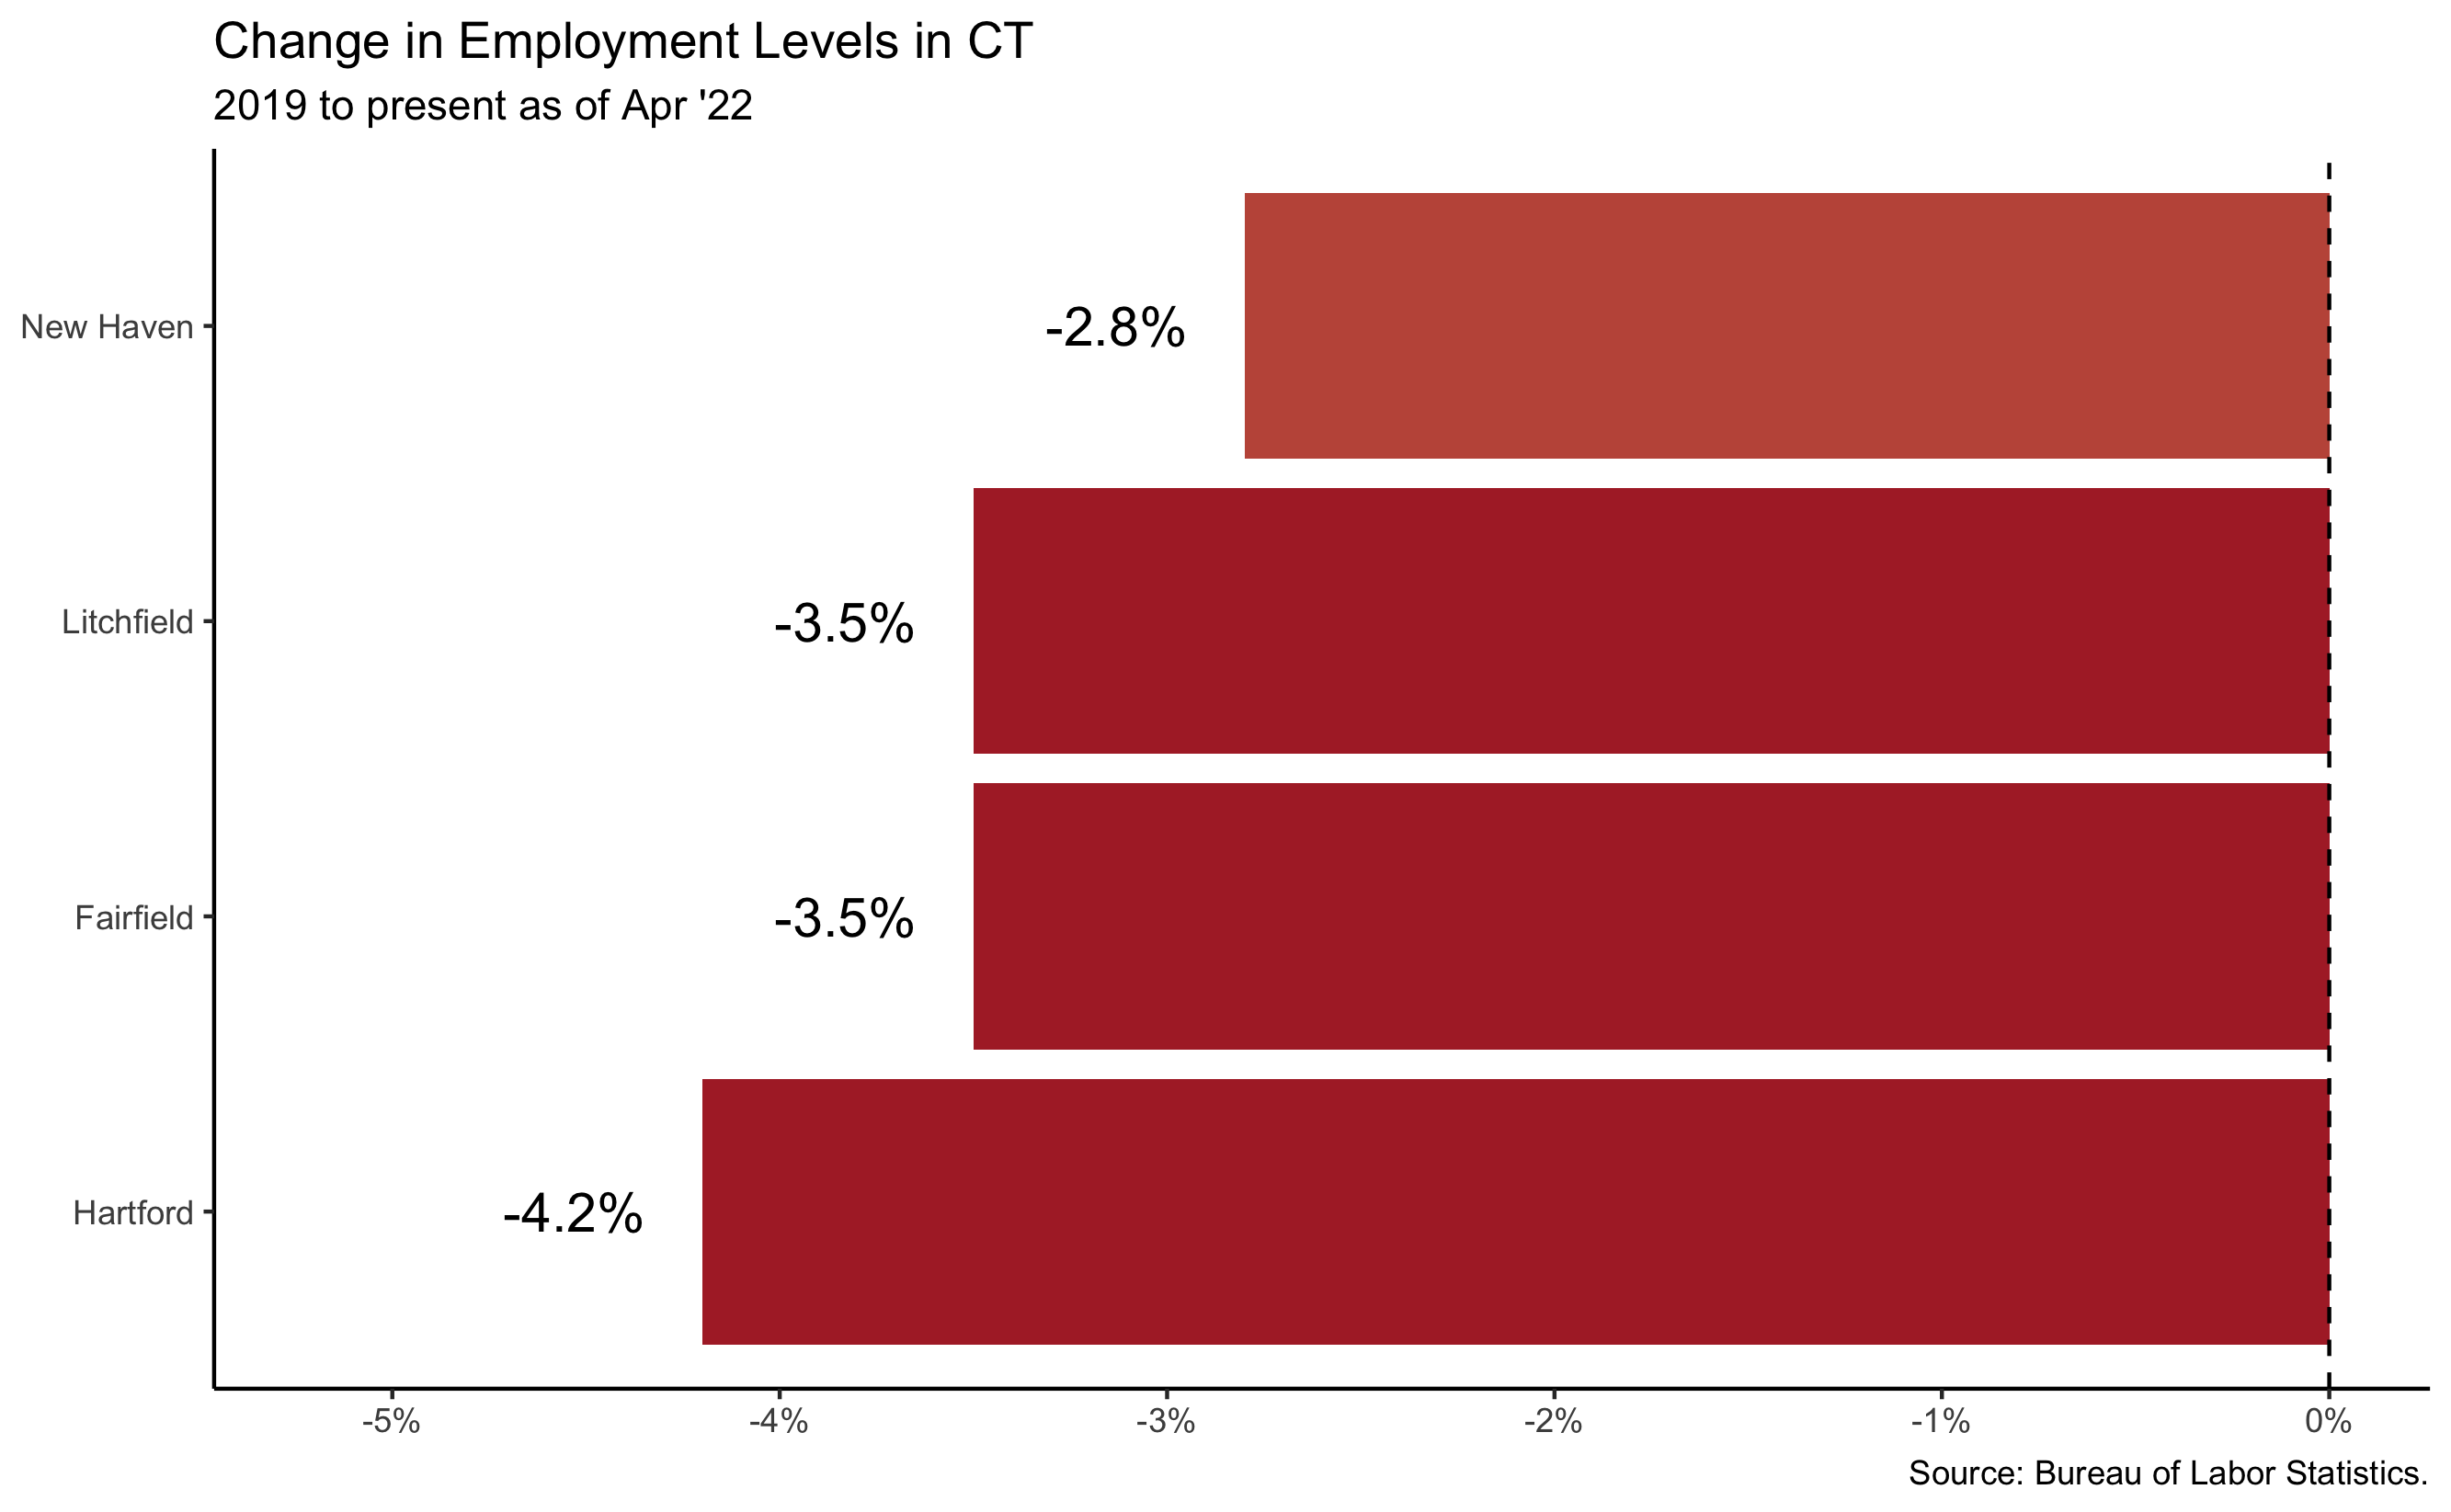 Change in Employment Levels in CT
2019 to present as of Apr '22
New Haven
-2.8%
Litchfield
-3.5%
Fairfield
-3.5%
Hartford
-4.2%
-5%
-4%
-3%
-2%
-1%
0%
Source: Bureau of Labor Statistics.